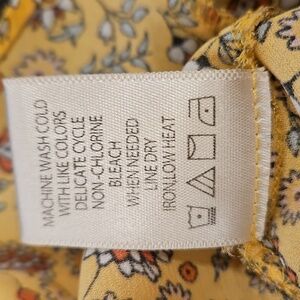 MACHINE WASH COLD
WITH LIKE COLORS
DELICATE CYCLE
NON-CHLORINE
BLEACH
WHEN NEEDED
LINE DRY
IRON,LOW HEAT